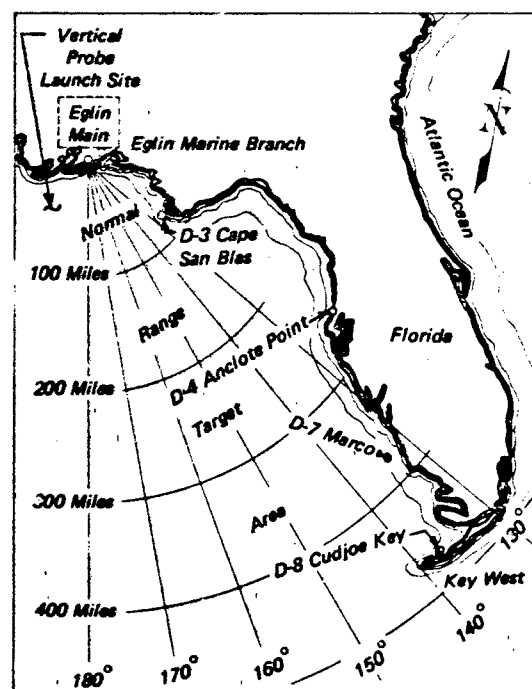 Vertical
Probe
Launch Site
Eglin
Main
Eglin Marine Branch
Atlantic Ocean
Normal
D-3 Cape
San Blas
100 Miles
Range
Florida
D-4 Anclote Point
200 Miles
Target
D-7 Marco
300 Miles
Area
D-8 Cudjoe Key
130°
400 Miles
Key West
140°
150°
160°
170°
180°